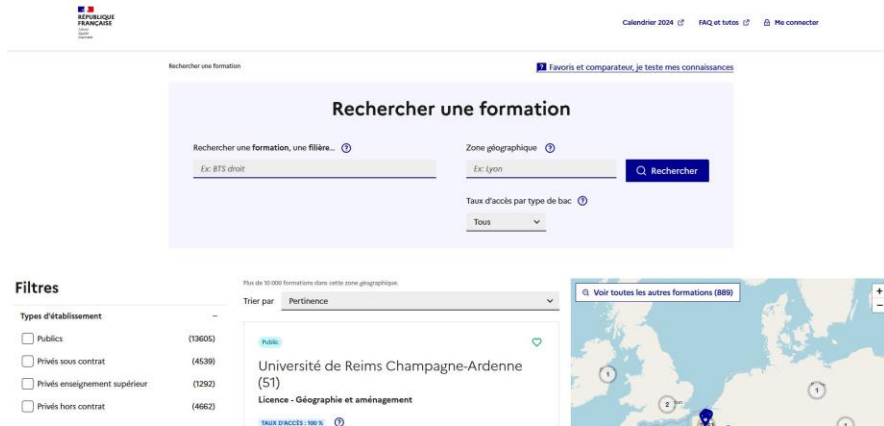 RÉPUBLIQUE
FRANÇAISE
Calendrier 2024 FAQ et tutos Me connecter
Rechercher une formation
Favoris et comparateur, je teste mes connaissances
Rechercher une formation
Rechercher une formation, une filière...
Zone géographique
Ex: BTS droit
Ex: Lyon
Rechercher
Taux d'accès par type de bac
Tous
Filtres
Types d'établissement
Publics (13605)
Privés sous contrat (4539)
Privés enseignement supérieur (1292)
Privés hors contrat (4662)
Plus de 10 000 formations dans cette zone géographique.
Trier par Pertinence
Public
Université de Reims Champagne-Ardenne
(51)
Licence - Géographie et aménagement
TAUX D'ACCÈS : 100 %
Voir toutes les autres formations (889)
+
−
1
1
2
1